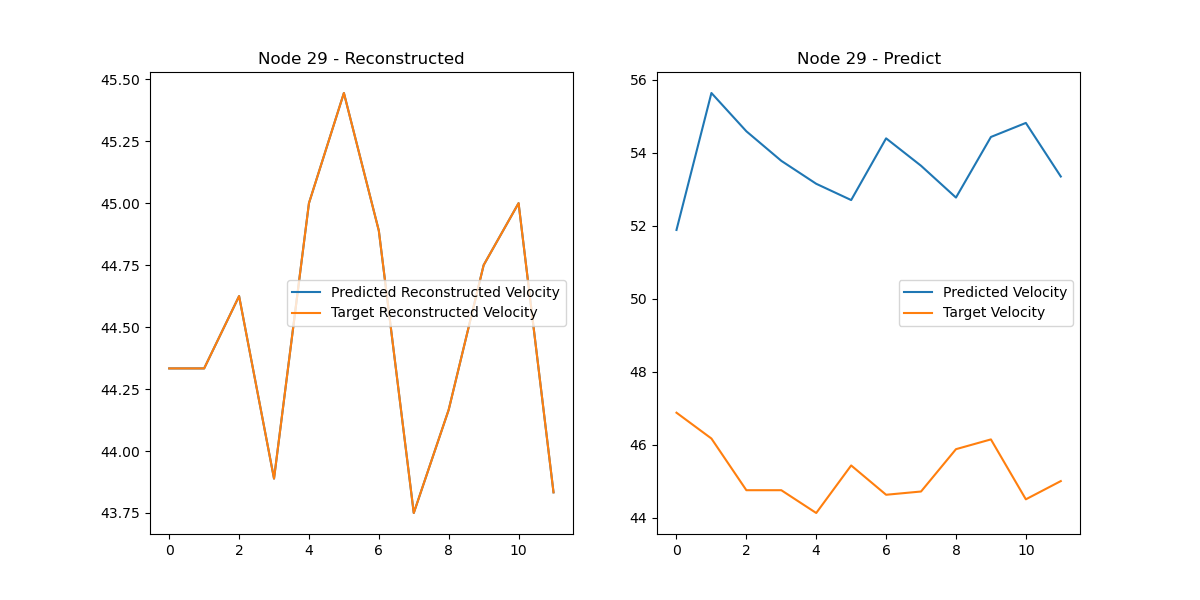 Node 29 - Reconstructed
45.50
45.25
45.00
44.75
44.50
44.25
44.00
43.75
0 2 4 6 8 10
Predicted Reconstructed Velocity
Target Reconstructed Velocity
Node 29 - Predict
56
54
52
50
48
46
44
0 2 4 6 8 10
Predicted Velocity
Target Velocity